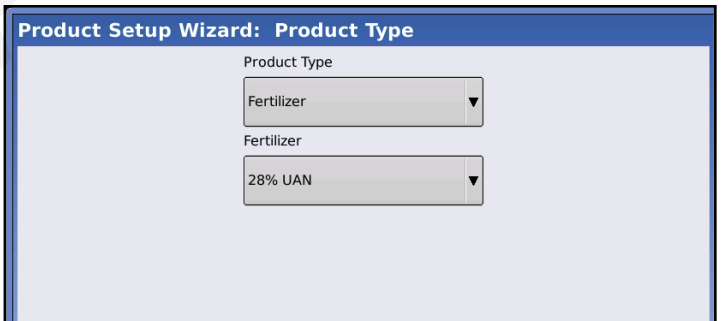 Product Setup Wizard: Product Type
Product Type
Fertilizer
Fertilizer
28% UAN